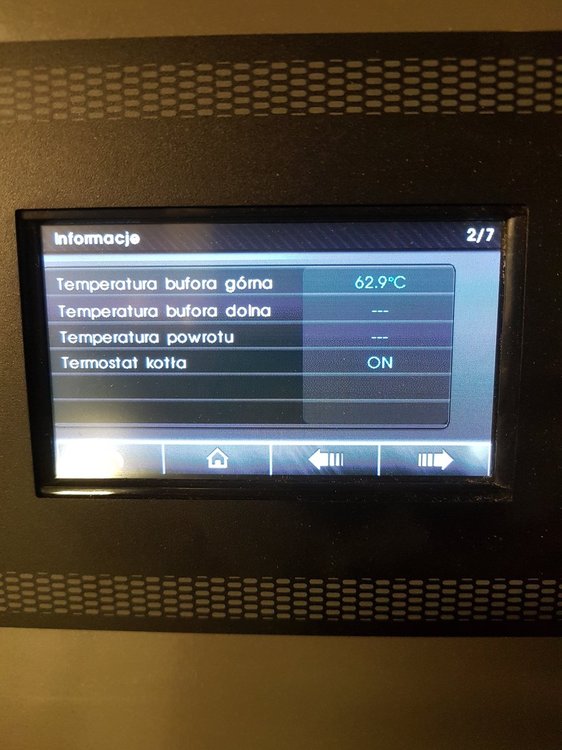 Informacje 2/7
Temperatura bufora górna 62.9°C
Temperatura bufora dolna ---
Temperatura powrotu ---
Termostat kotła ON